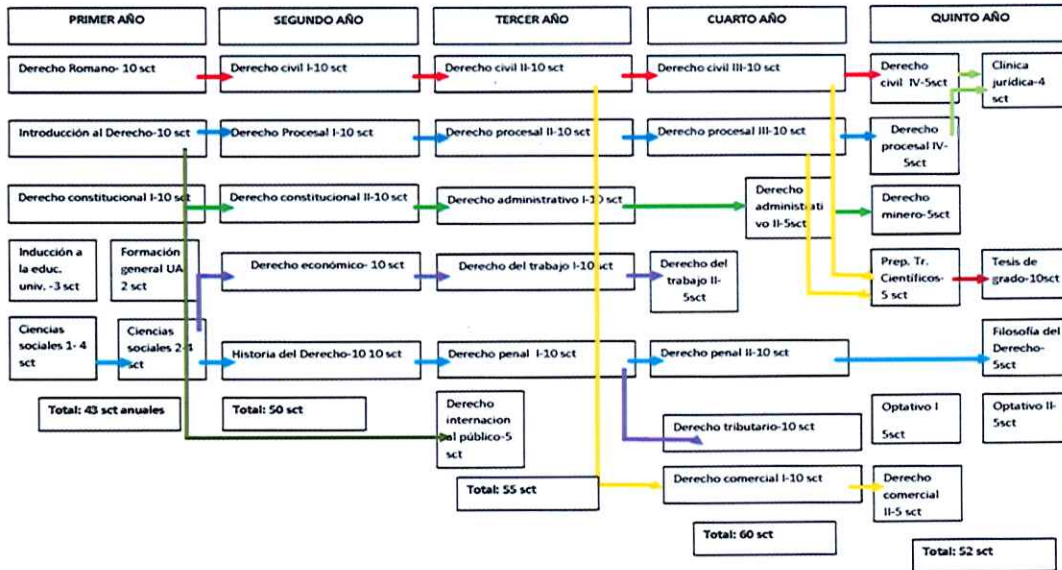 PRIMER AÑO
SEGUNDO AÑO
TERCER AÑO
CUARTO AÑO
QUINTO AÑO
Derecho Romano- 10 sct
Derecho civil I-10 sct
Derecho civil II-10 sct
Derecho civil III-10 sct
Derecho
civil IV-5sct
Clínica
jurídica-4
sct
Introducción al Derecho-10 sct
Derecho Procesal I-10 sct
Derecho procesal II-10 sct
Derecho procesal III-10 sct
Derecho
procesal IV-
5sct
Derecho constitucional I-10 sct
Derecho constitucional II-10 sct
Derecho administrativo I-10 sct
Derecho
administrati
vo II-5sct
Derecho
minero-5sct
Inducción a
la educ.
univ. -3 sct
Formación
general UA
2 sct
Derecho económico- 10 sct
Derecho del trabajo I-10 sct
Derecho del
trabajo II-
5sct
Prep. Tr.
Científicos-
5 sct
Tesis de
grado-10sct
Ciencias
sociales 1- 4
sct
Ciencias
sociales 2-4
sct
Historia del Derecho-10 10 sct
Derecho penal I-10 sct
Derecho penal II-10 sct
Filosofía del
Derecho-
5sct
Total: 43 sct anuales
Total: 50 sct
Derecho
internacion
al público-5
sct
Derecho tributario-10 sct
Optativo I
5sct
Optativo II-
5sct
Total: 55 sct
Derecho comercial I-10 sct
Derecho
comercial
II-5 sct
Total: 60 sct
Total: 52 sct